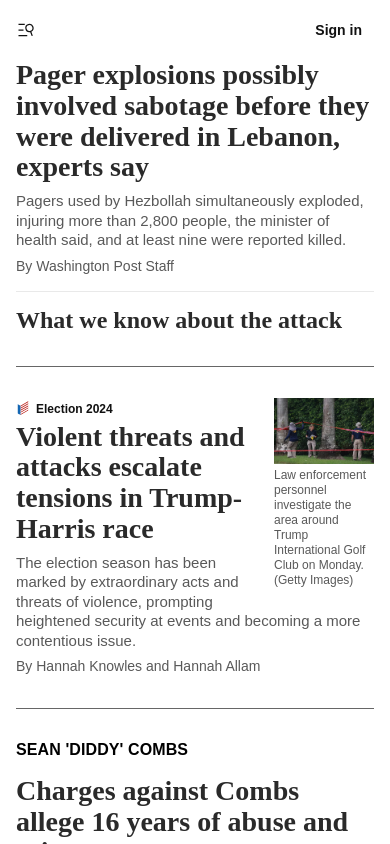 Sign in
Pager explosions possibly
involved sabotage before they
were delivered in Lebanon,
experts say
Pagers used by Hezbollah simultaneously exploded,
injuring more than 2,800 people, the minister of
health said, and at least nine were reported killed.
By Washington Post Staff
What we know about the attack
Election 2024
Violent threats and
attacks escalate
tensions in Trump-
Harris race
The election season has been
marked by extraordinary acts and
threats of violence, prompting
heightened security at events and becoming a more
contentious issue.
By Hannah Knowles and Hannah Allam
Law enforcement
personnel
investigate the
area around
Trump
International Golf
Club on Monday.
(Getty Images)
SEAN 'DIDDY' COMBS
Charges against Combs
allege 16 years of abuse and